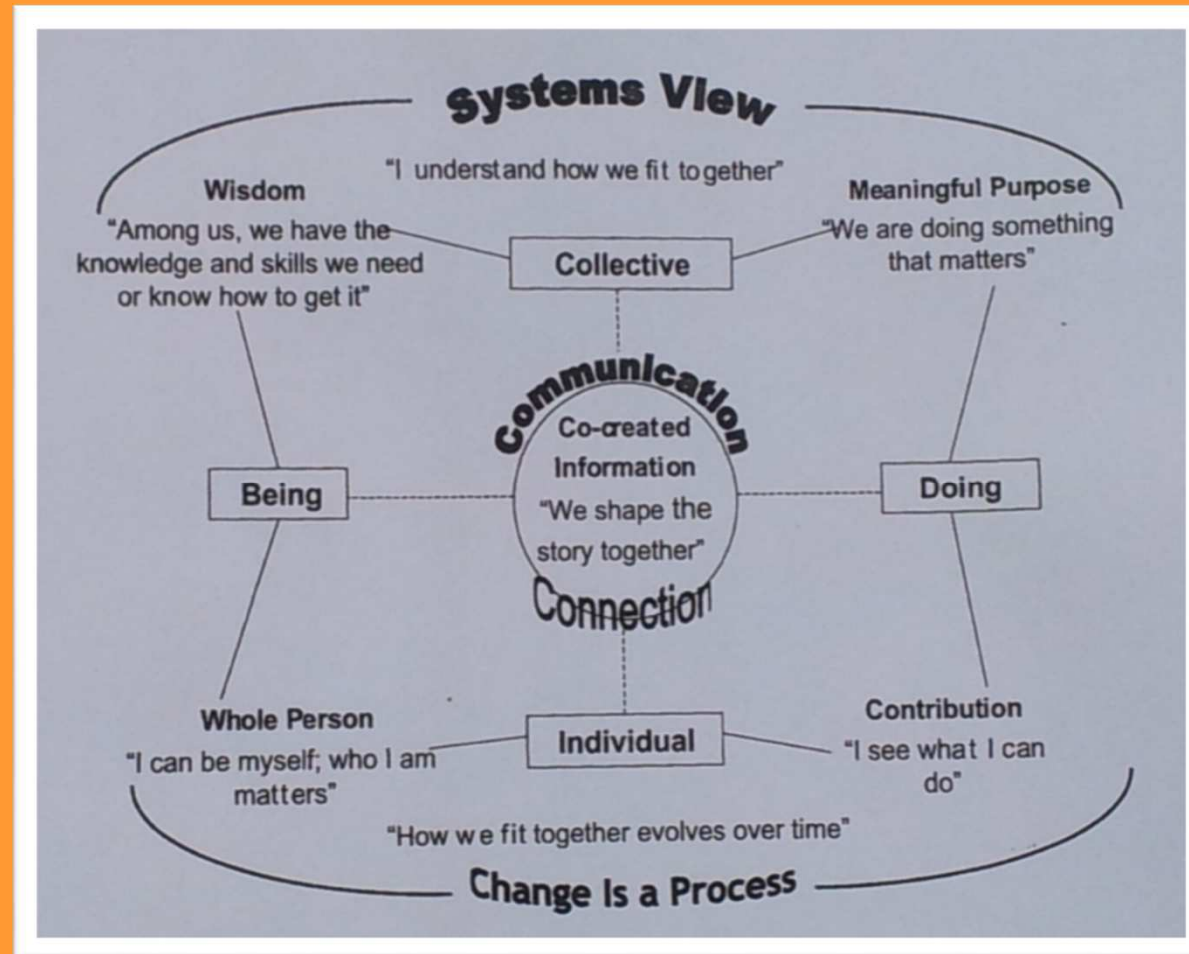 Systems View
"I understand how we fit together"
Wisdom
"Among us, we have the
knowledge and skills we need
or know how to get it"
Meaningful Purpose
"We are doing something
that matters"
Collective
Communication
Co-created
Information
"We shape the
story together"
Connection
Being
Doing
Whole Person
"I can be myself; who I am
matters"
Individual
Contribution
"I see what I can
do"
"How we fit together evolves over time"
Change Is a Process